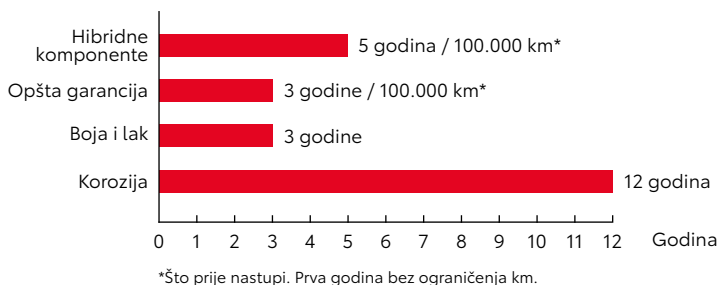 Hibridne
komponente
5 godina / 100.000 km*
Opšta garancija
3 godine / 100.000 km*
Boja i lak
3 godine
Korozija
12 godina
0 1 2 3 4 5 6 7 8 9 10 11 12 Godina
*Što prije nastupi. Prva godina bez ograničenja km.